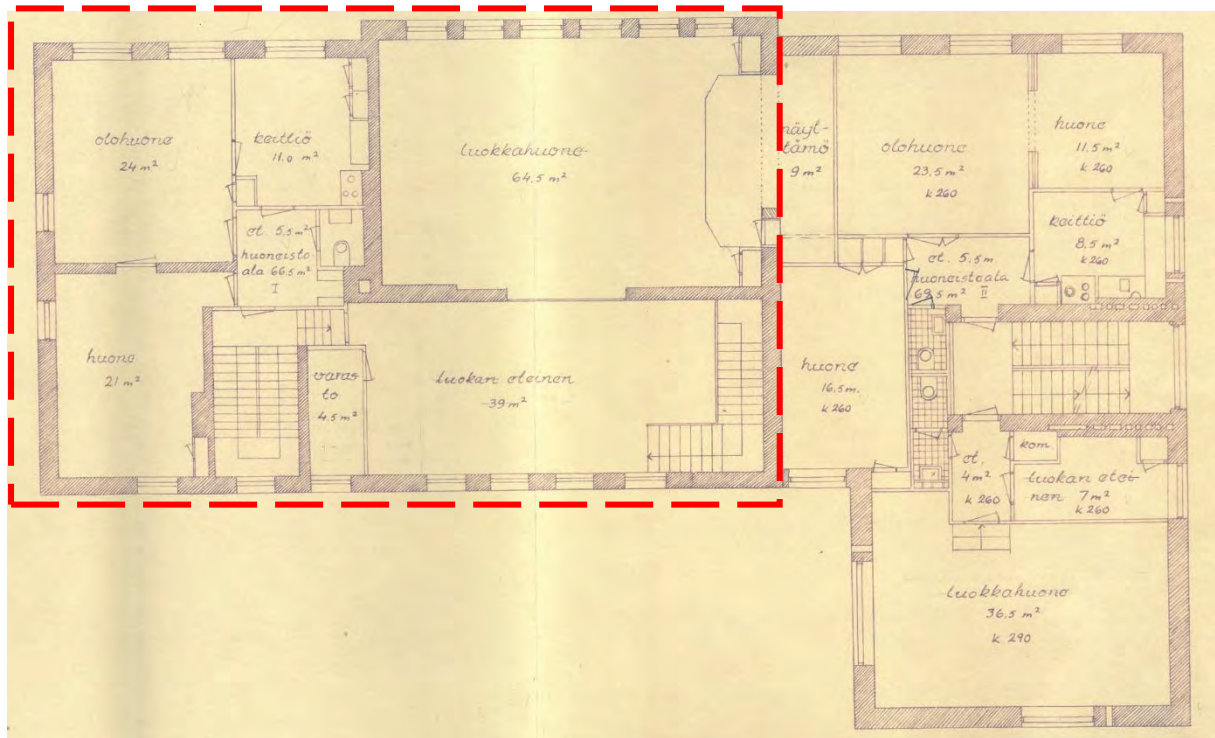 olohuone
24 m²
keittiö
11.0 m²
luokkahuone
64.5 m²
näyt-
tämö
9 m²
olohuone
23.5 m²
k 260
huone
11.5 m²
k 260
keittiö
8.5 m²
k 260
et. 5.5 m²
huoneisto-
ala 66.5 m²
I
et. 5.5 m.
huoneistoala
69.5 m² II
huone
21 m²
varas-
to
4.5 m²
luokan eteinen
39 m²
huone
16.5 m.
k 260
et.
4 m²
k 260
kom.
luokan etei-
nen 7 m²
k 260
luokkahuone
36.5 m²
k 290